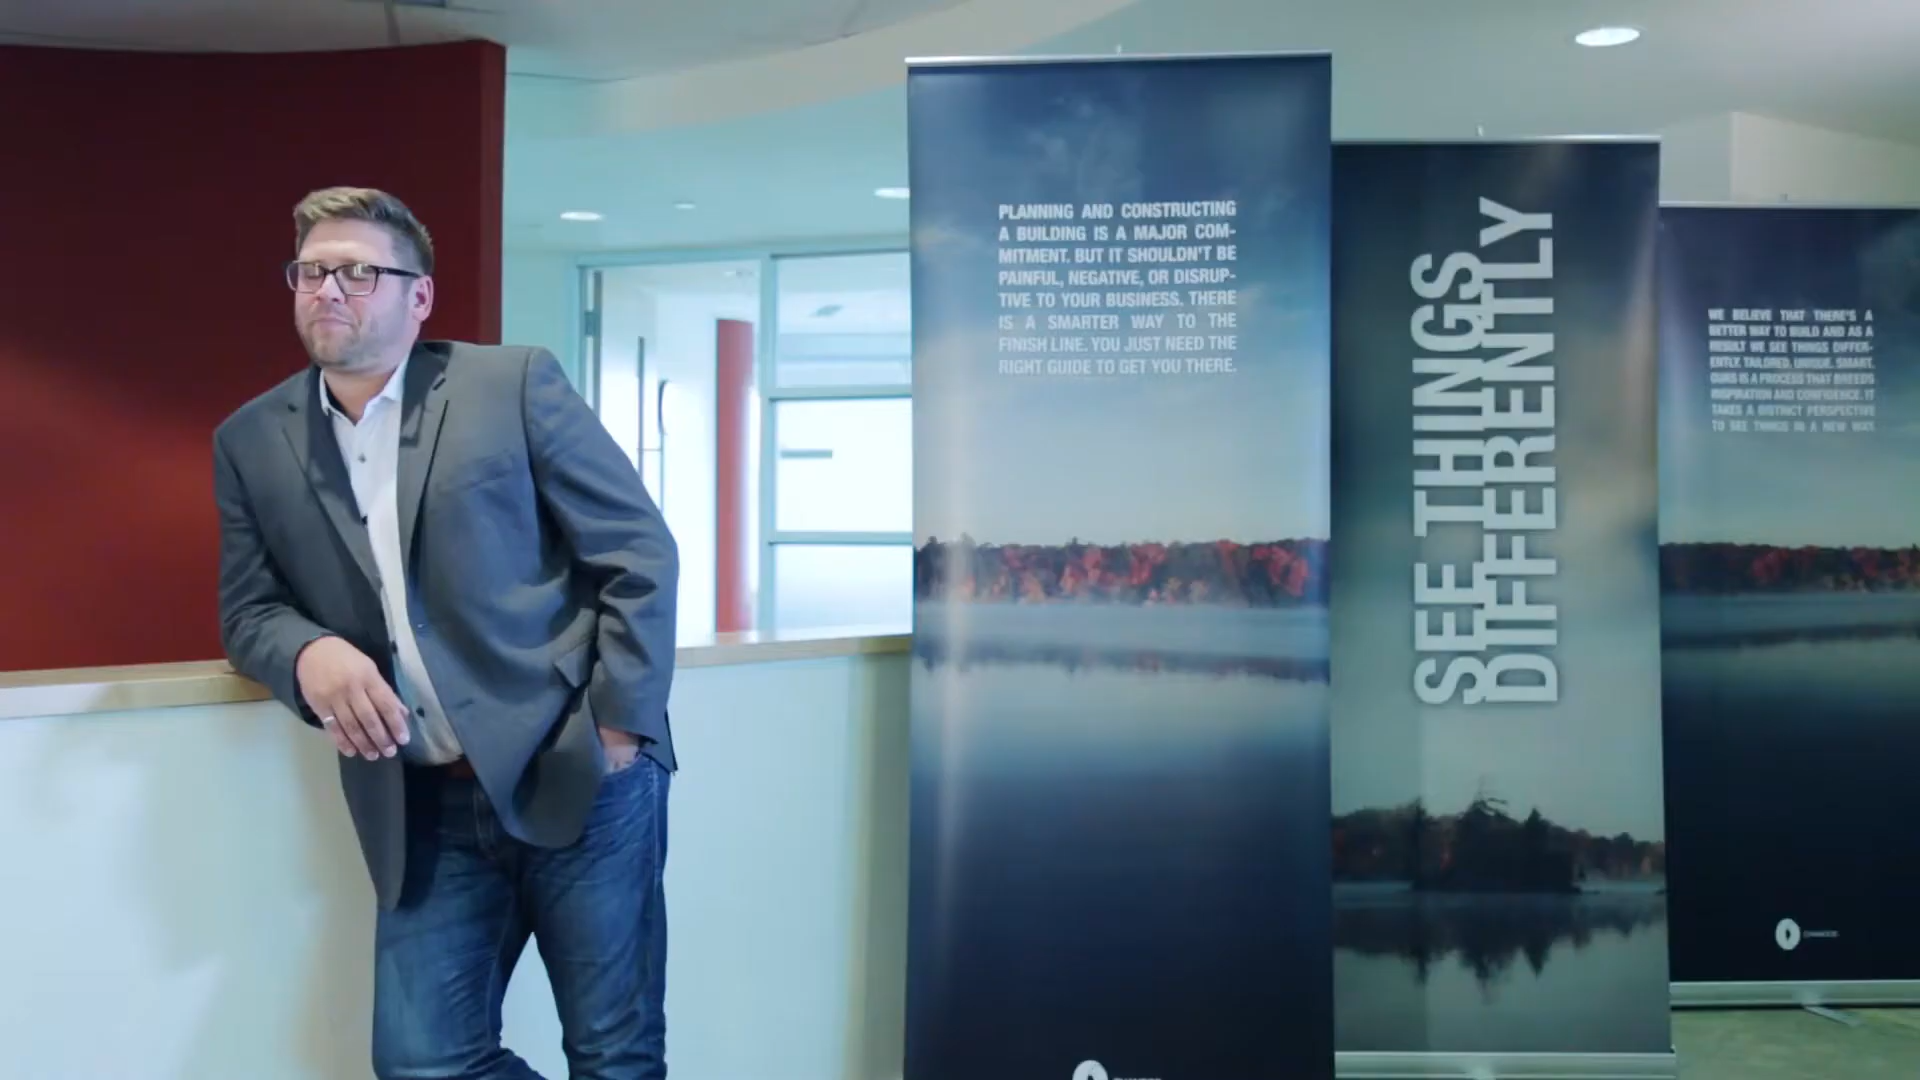 PLANNING AND CONSTRUCTING
A BUILDING IS A MAJOR COM-
MITMENT. BUT IT SHOULDN'T BE
PAINFUL, NEGATIVE, OR DISRUP-
TIVE TO YOUR BUSINESS. THERE
IS A SMARTER WAY TO THE
FINISH LINE. YOU JUST NEED THE
RIGHT GUIDE TO GET YOU THERE.
SEE THINGS
DIFFERENTLY
WE BELIEVE THAT THERE'S A
BETTER WAY TO BUILD AND AS A
RESULT WE SEE THINGS DIFFER-
ENTLY. TAILORED. UNIQUE. SMART.
OURS IS A PROCESS THAT BREEDS
INSPIRATION AND CONFIDENCE. IT
TAKES A DISTINCT PERSPECTIVE
TO SEE THINGS IN A NEW WAY.